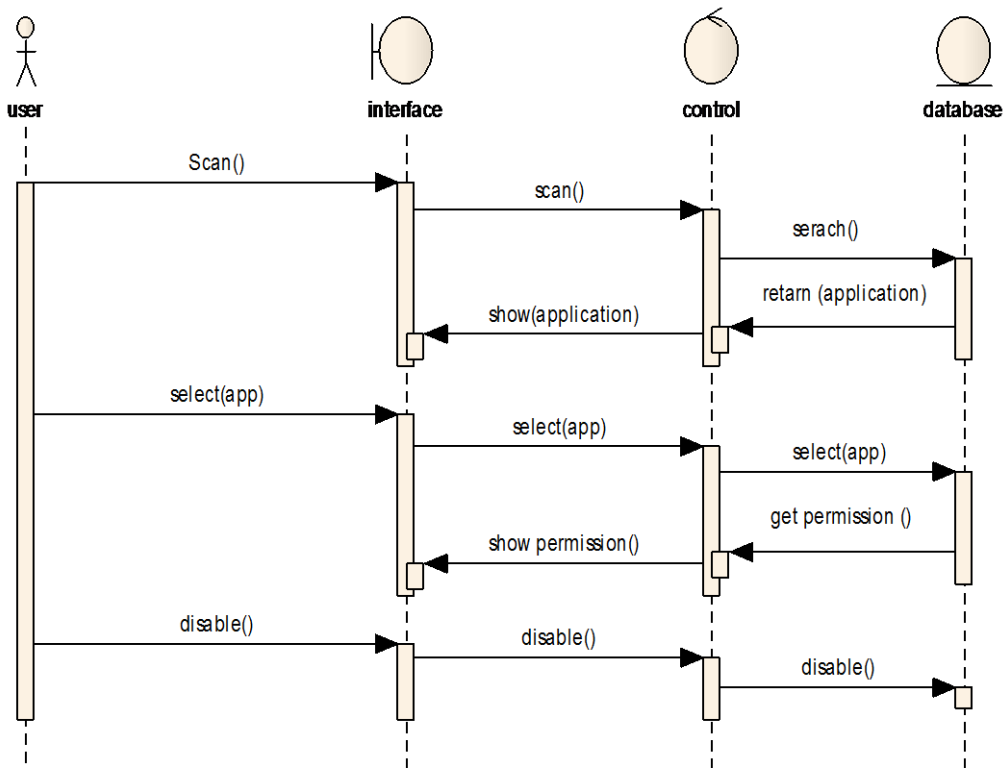 user
interface
control
database
Scan()
scan()
serach()
retarn (application)
show(application)
select(app)
select(app)
select(app)
get permission ()
show permission()
disable()
disable()
disable()